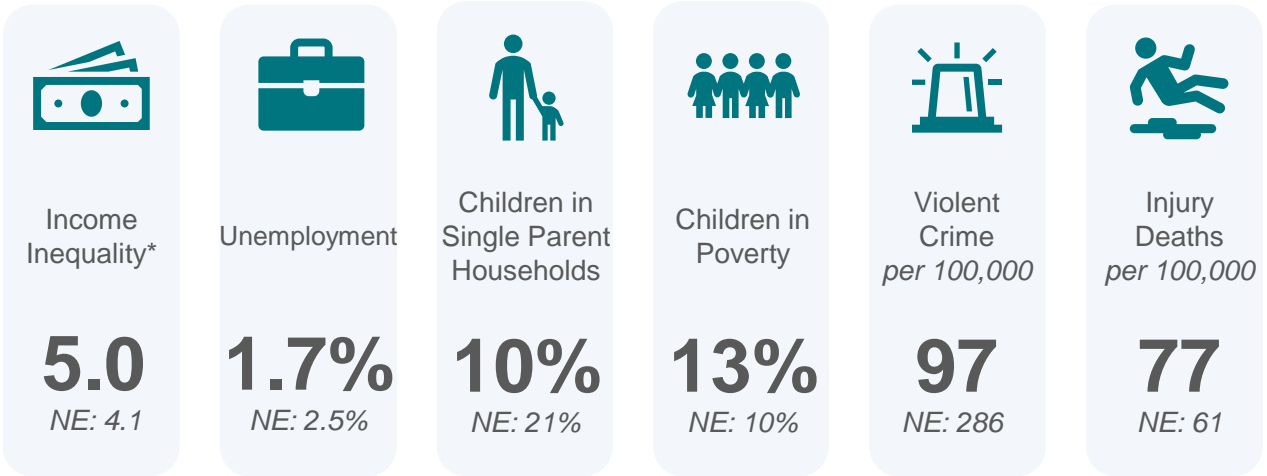 Income
Inequality*
5.0
NE: 4.1
Unemployment
1.7%
NE: 2.5%
Children in
Single Parent
Households
10%
NE: 21%
Children in
Poverty
13%
NE: 10%
Violent
Crime
per 100,000
97
NE: 286
Injury
Deaths
per 100,000
77
NE: 61